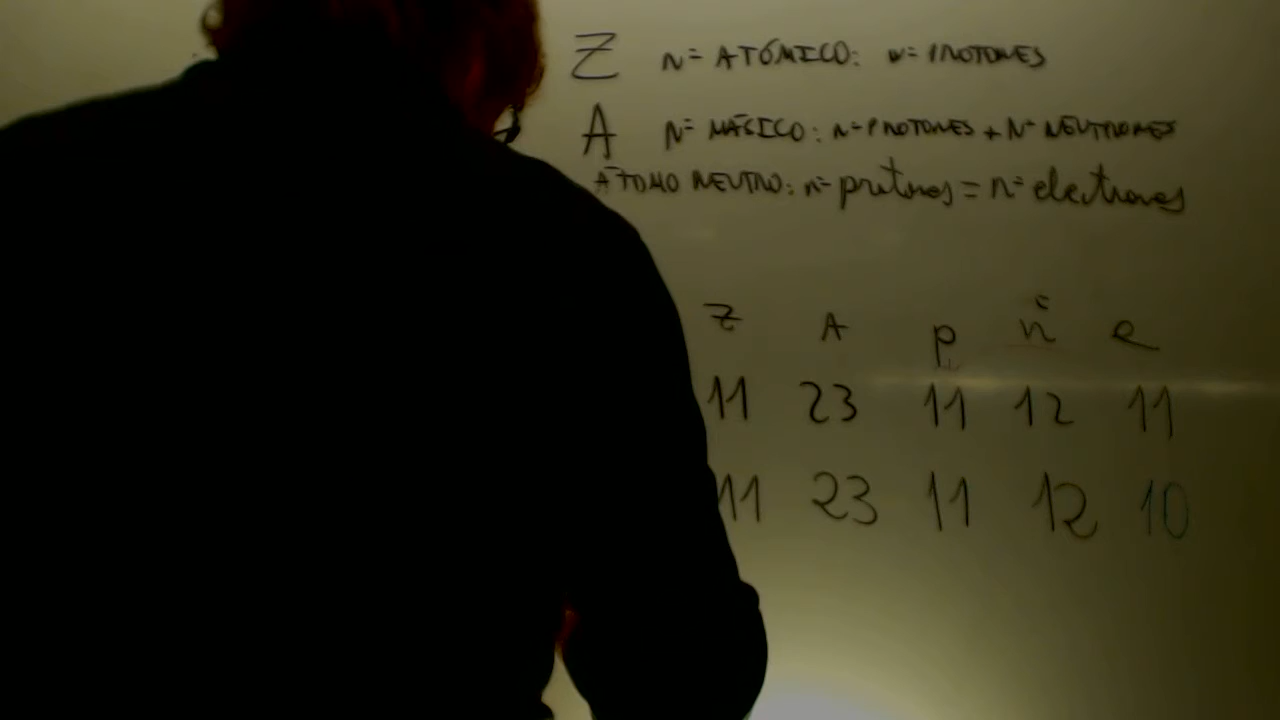 Z nº ATÓMICO: nº PROTONES
A Nº MÁSICO: nº PROTONES + Nº NEUTRONES
ÁTOMO NEUTRO: nº protones = nº electrones
Z A p n e
11 23 11 12 11
11 23 11 12 10